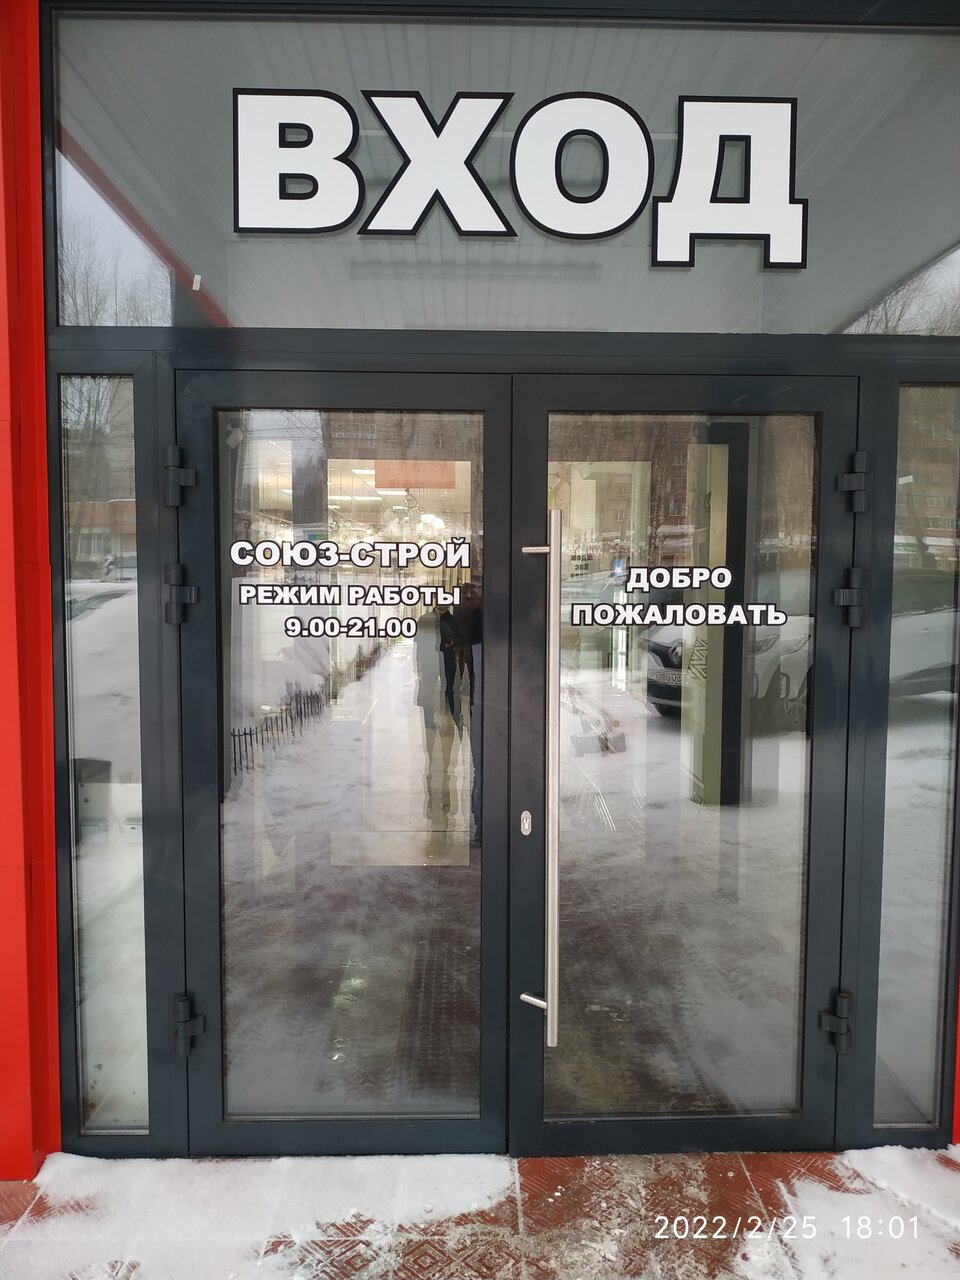 ВХОД
СОЮЗ-СТРОЙ
РЕЖИМ РАБОТЫ
9.00-21.00
ДОБРО
ПОЖАЛОВАТЬ
2022/2/25 18:01